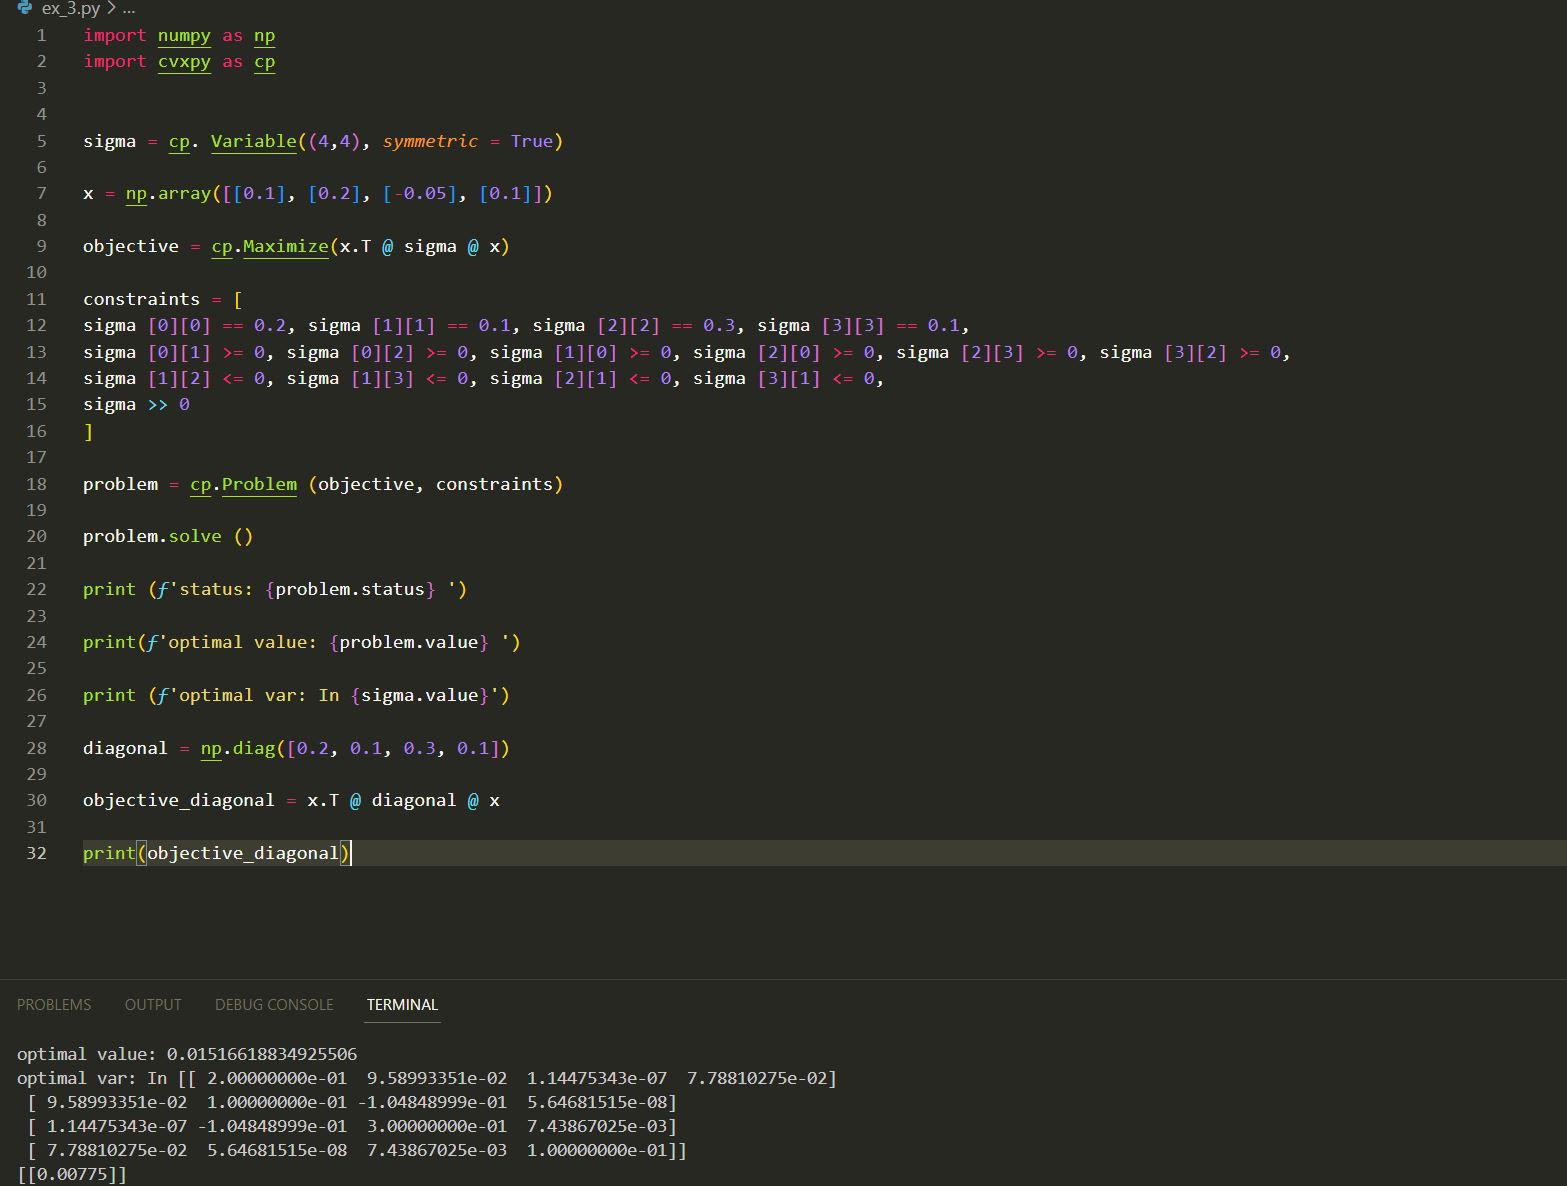 ex_3.py > ...
1 import numpy as np
2 import cvxpy as cp
3
4
5 sigma = cp. Variable((4,4), symmetric = True)
6
7 x = np.array([[0.1], [0.2], [-0.05], [0.1]])
8
9 objective = cp.Maximize(x.T @ sigma @ x)
10
11 constraints = [
12 sigma [0][0] == 0.2, sigma [1][1] == 0.1, sigma [2][2] == 0.3, sigma [3][3] == 0.1,
13 sigma [0][1] >= 0, sigma [0][2] >= 0, sigma [1][0] >= 0, sigma [2][0] >= 0, sigma [2][3] >= 0, sigma [3][2] >= 0,
14 sigma [1][2] <= 0, sigma [1][3] <= 0, sigma [2][1] <= 0, sigma [3][1] <= 0,
15 sigma >> 0
16 ]
17
18 problem = cp.Problem (objective, constraints)
19
20 problem.solve ()
21
22 print (f'status: {problem.status} ')
23
24 print(f'optimal value: {problem.value} ')
25
26 print (f'optimal var: In {sigma.value}')
27
28 diagonal = np.diag([0.2, 0.1, 0.3, 0.1])
29
30 objective_diagonal = x.T @ diagonal @ x
31
32 print(objective_diagonal)
PROBLEMS OUTPUT DEBUG CONSOLE TERMINAL
optimal value: 0.01516618834925506
optimal var: In [[ 2.00000000e-01 9.58993351e-02 1.14475343e-07 7.78810275e-02]
[ 9.58993351e-02 1.00000000e-01 -1.04848999e-01 5.64681515e-08]
[ 1.14475343e-07 -1.04848999e-01 3.00000000e-01 7.43867025e-03]
[ 7.78810275e-02 5.64681515e-08 7.43867025e-03 1.00000000e-01]]
[[0.00775]]